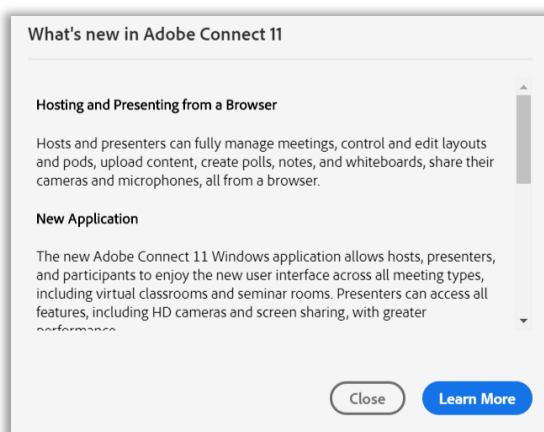 What's new in Adobe Connect 11
Hosting and Presenting from a Browser
Hosts and presenters can fully manage meetings, control and edit layouts
and pods, upload content, create polls, notes, and whiteboards, share their
cameras and microphones, all from a browser.
New Application
The new Adobe Connect 11 Windows application allows hosts, presenters,
and participants to enjoy the new user interface across all meeting types,
including virtual classrooms and seminar rooms. Presenters can access all
features, including HD cameras and screen sharing, with greater
performance
Close
Learn More